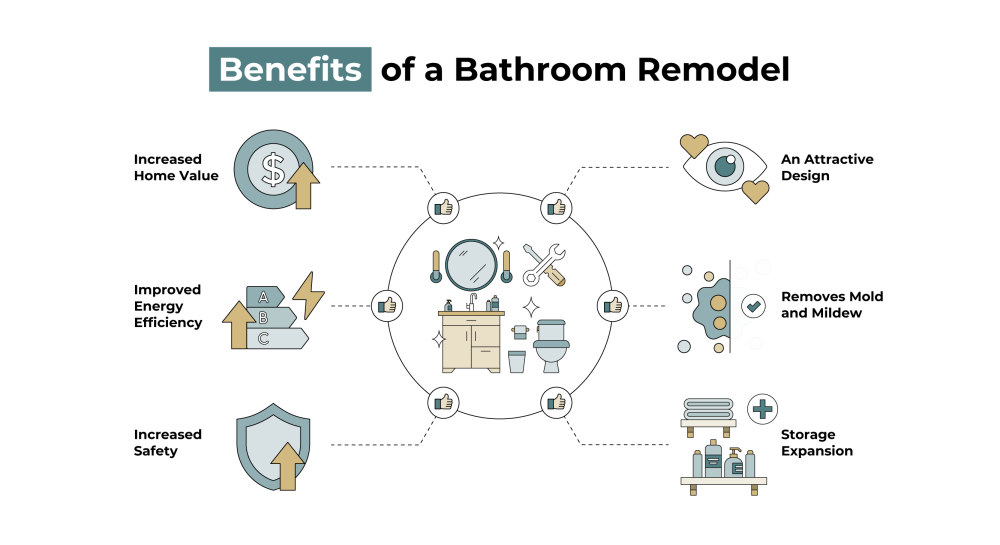 Benefits of a Bathroom Remodel
Increased
Home Value
$
An Attractive
Design
Improved
Energy
Efficiency
A
B
C
Removes Mold
and Mildew
Increased
Safety
Storage
Expansion